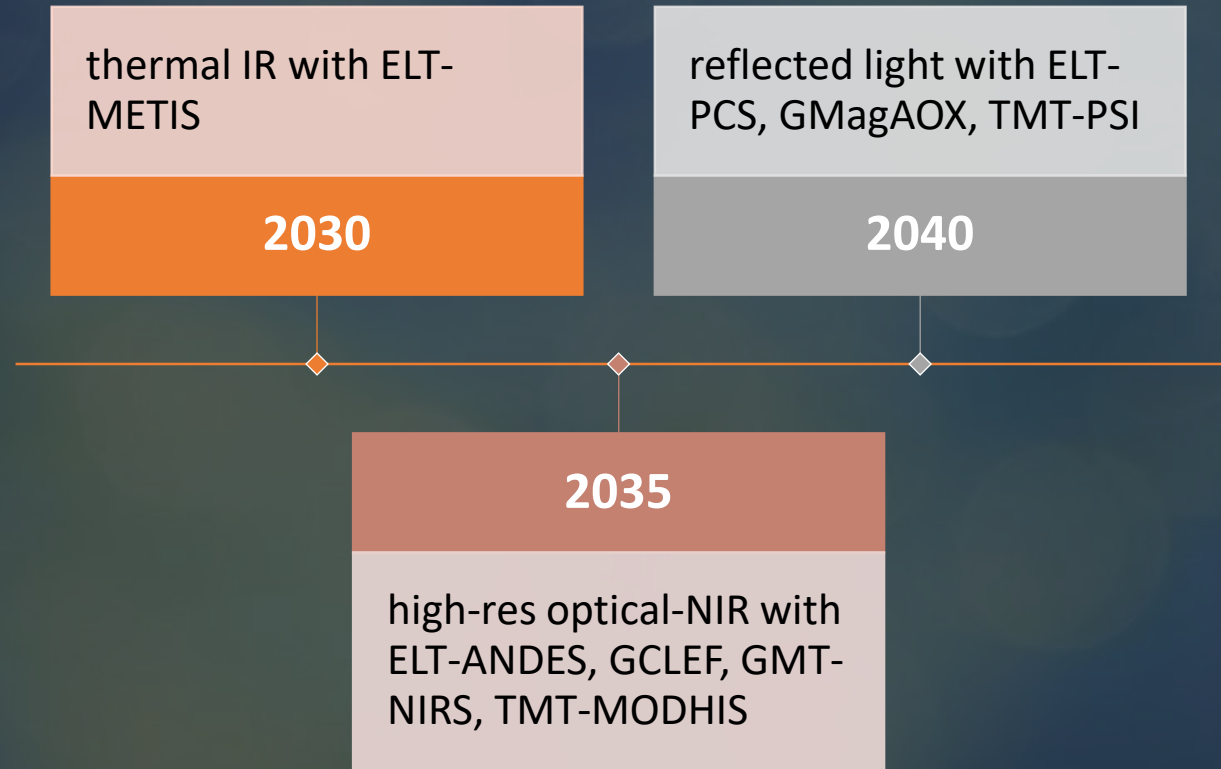 thermal IR with ELT-
METIS
2030
reflected light with ELT-
PCS, GMagAOX, TMT-PSI
2040
2035
high-res optical-NIR with
ELT-ANDES, GCLEF, GMT-
NIRS, TMT-MODHIS